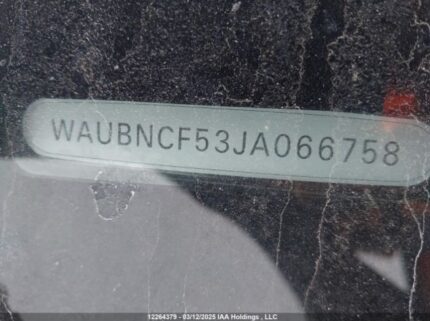 WAUBNCF53JA066758
12264379 - 03/12/2025 IAA Holdings , LLC